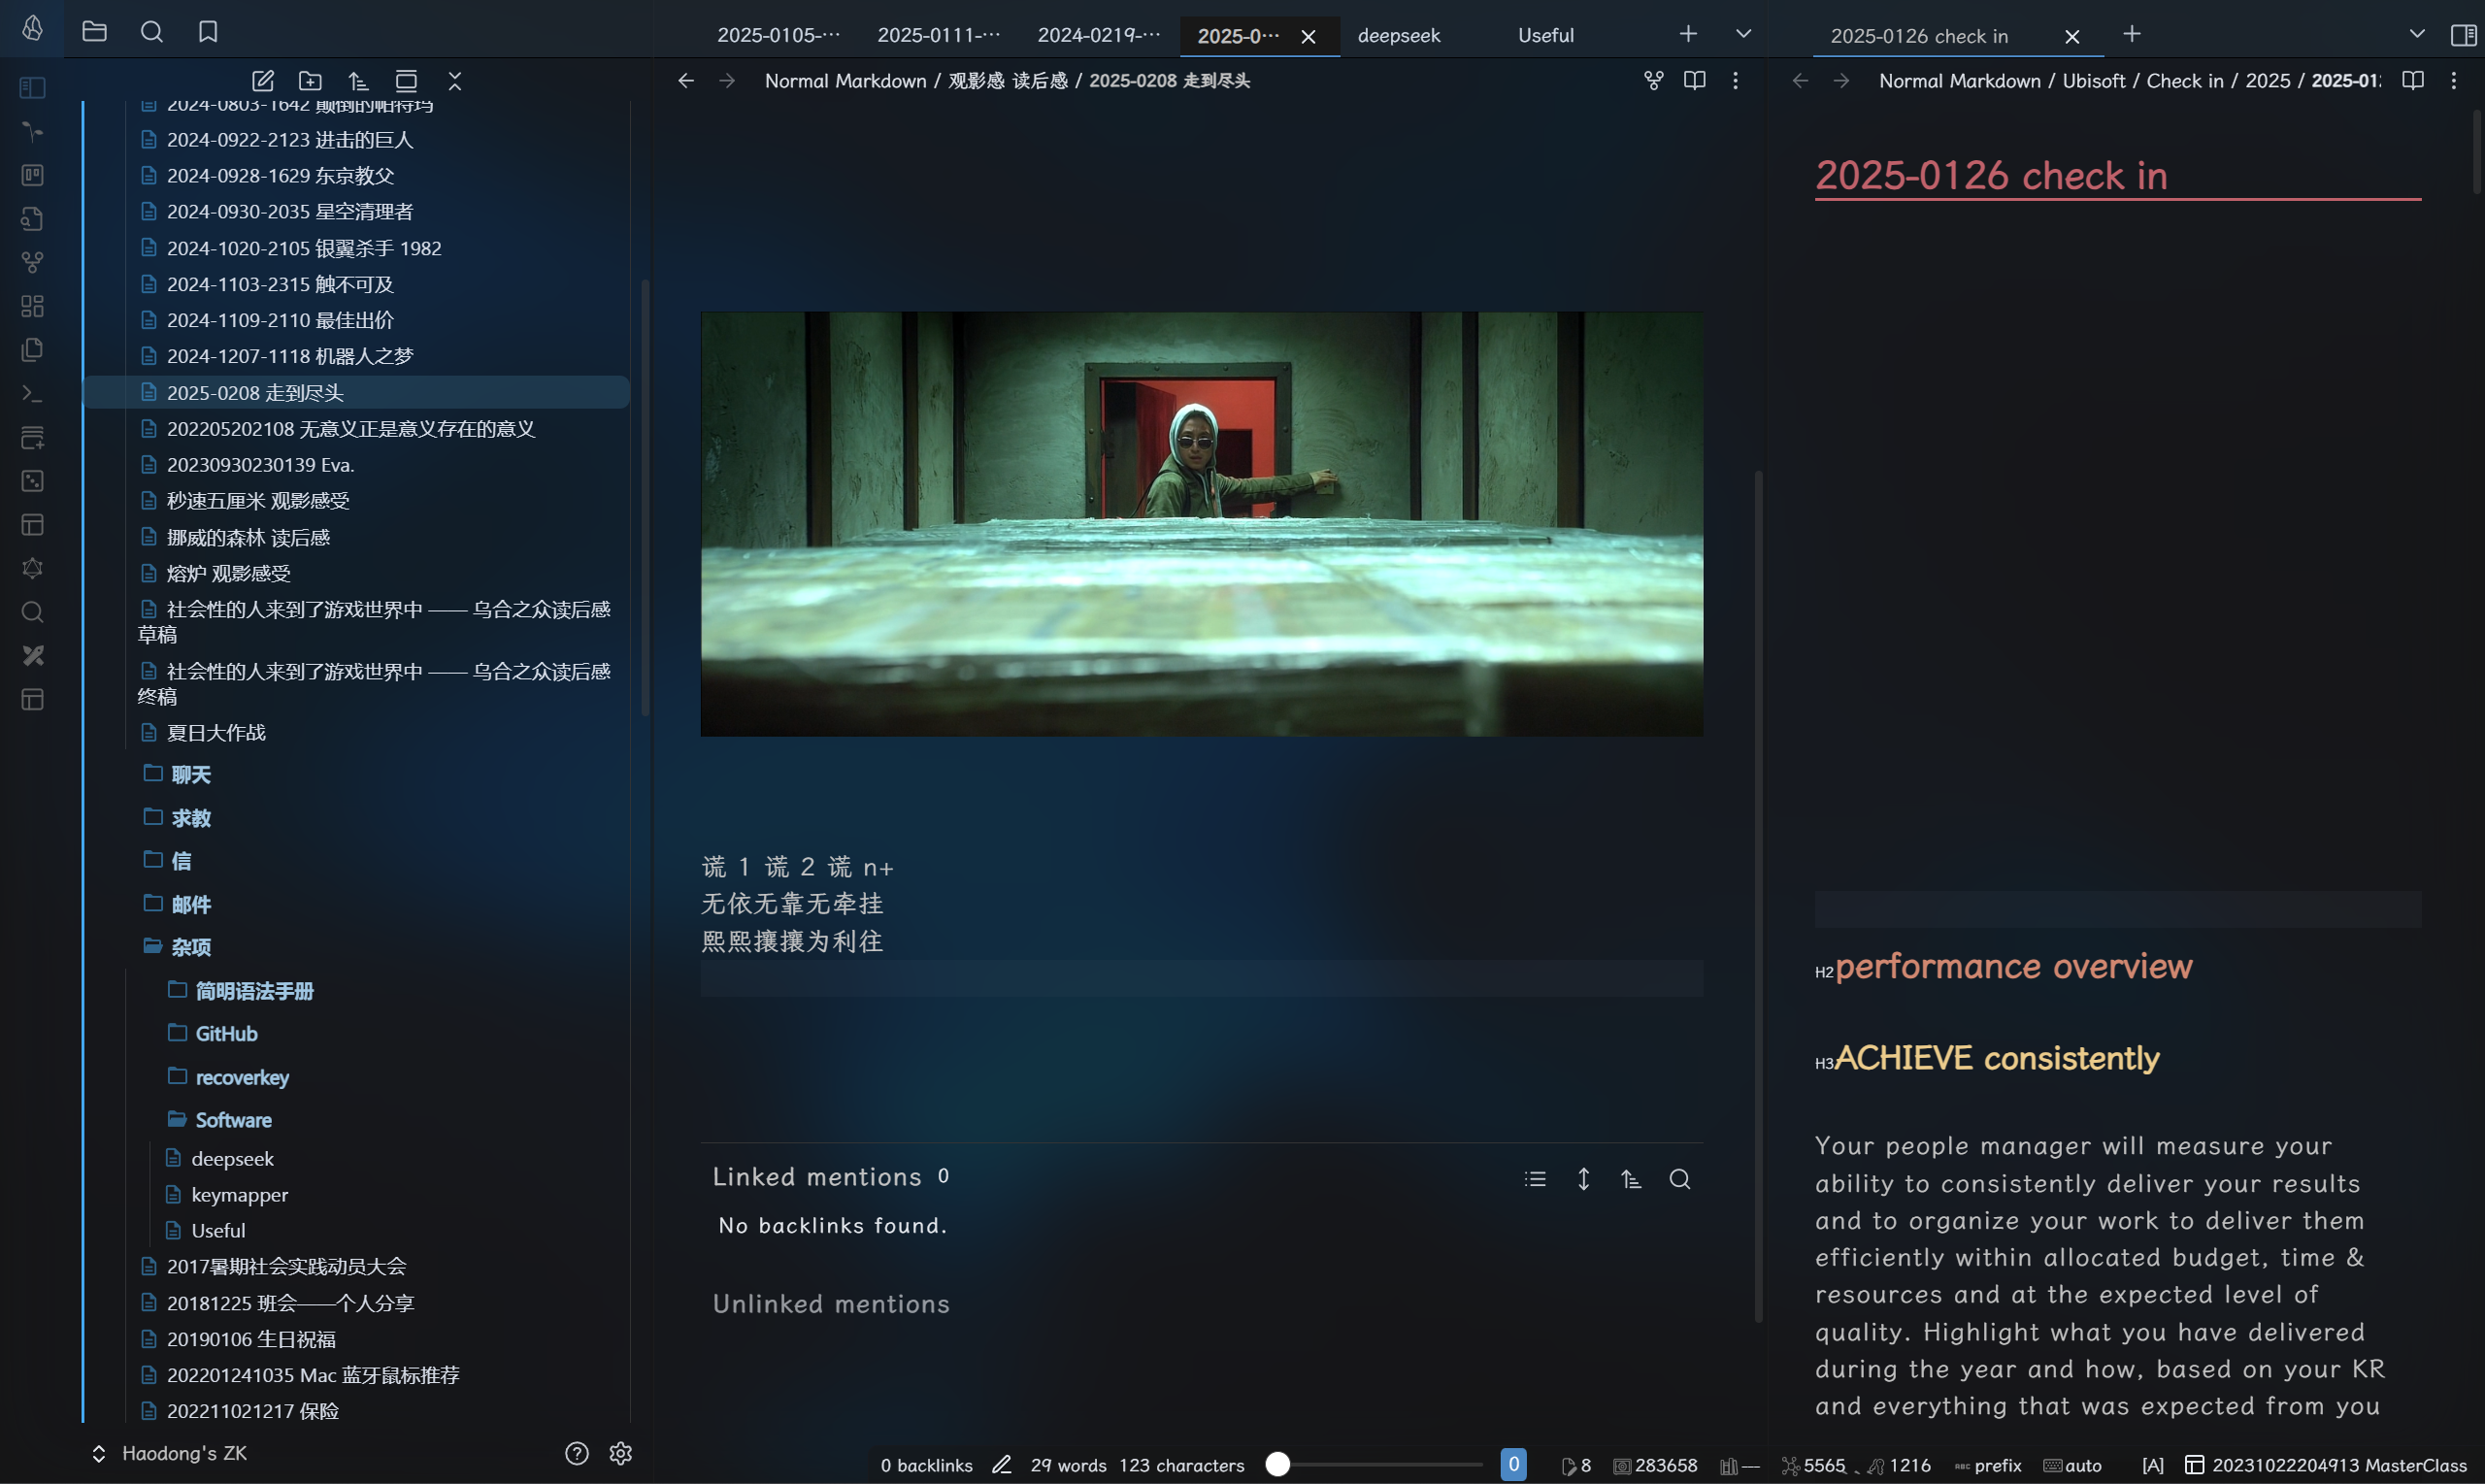 2025-0105-···
2025-0111-···
2024-0219-···
2025-0···
deepseek
Useful
2025-0126 check in
Normal Markdown / 观影感 读后感 / 2025-0208 走到尽头
Normal Markdown / Ubisoft / Check in / 2025 / 2025-01
2024-0803-1642 颠倒的帕特玛
2024-0922-2123 进击的巨人
2024-0928-1629 东京教父
2024-0930-2035 星空清理者
2024-1020-2105 银翼杀手 1982
2024-1103-2315 触不可及
2024-1109-2110 最佳出价
2024-1207-1118 机器人之梦
2025-0208 走到尽头
202205202108 无意义正是意义存在的意义
20230930230139 Eva.
秒速五厘米 观影感受
挪威的森林 读后感
熔炉 观影感受
社会性的人来到了游戏世界中 —— 乌合之众读后感
草稿
社会性的人来到了游戏世界中 —— 乌合之众读后感
终稿
夏日大作战
聊天
求教
信
邮件
杂项
简明语法手册
GitHub
recoverkey
Software
deepseek
keymapper
Useful
2017暑期社会实践动员大会
20181225 班会——个人分享
20190106 生日祝福
202201241035 Mac 蓝牙鼠标推荐
202211021217 保险
Haodong's ZK
谎 1 谎 2 谎 n+
无依无靠无牵挂
熙熙攘攘为利往
Linked mentions 0
No backlinks found.
Unlinked mentions
2025-0126 check in
H2 performance overview
H3 ACHIEVE consistently
Your people manager will measure your
ability to consistently deliver your results
and to organize your work to deliver them
efficiently within allocated budget, time &
resources and at the expected level of
quality. Highlight what you have delivered
during the year and how, based on your KR
and everything that was expected from you
0 backlinks 29 words 123 characters 0 8 283658 — 5565 1216 ABC prefix auto [A] 20231022204913 MasterClass